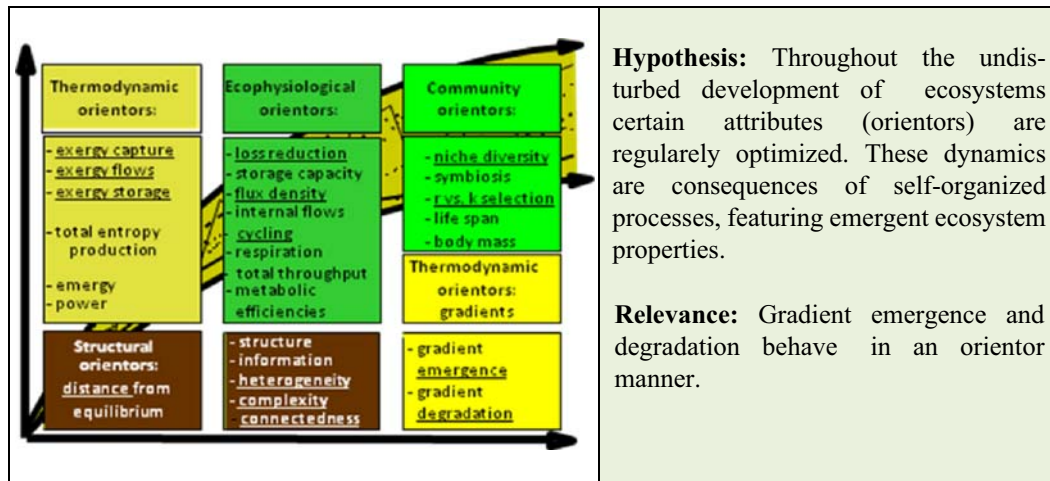 Thermodynamic
orientors:
- exergy capture
- exergy flows
- exergy storage
- total entropy
production
- emergy
- power
Structural
orientors:
distance from
equilibrium
Ecophysiological
orientors:
- loss reduction
- storage capacity
- flux density
- internal flows
- cycling
- respiration
- total throughput
- metabolic
efficiencies
- structure
- information
- heterogeneity
- complexity
- connectedness
Community
orientors:
- niche diversity
- symbiosis
- r vs. k selection
- life span
- body mass
Thermodynamic
orientors:
gradients
- gradient
emergence
- gradient
degradation
Hypothesis: Throughout the undis-
turbed development of ecosystems
certain attributes (orientors) are
regularely optimized. These dynamics
are consequences of self-organized
processes, featuring emergent ecosystem
properties.
Relevance: Gradient emergence and
degradation behave in an orientor
manner.